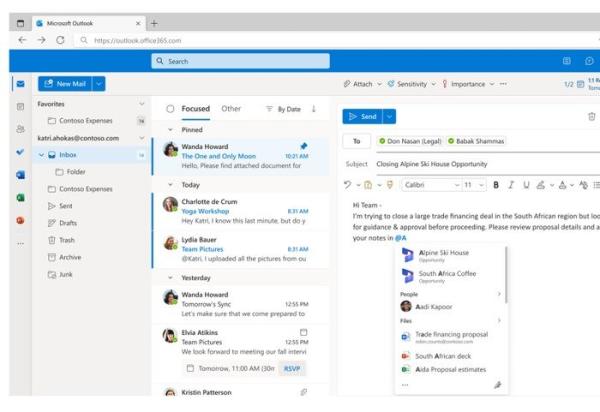 Microsoft Outlook
https://outlook.office365.com
Search
New Mail
Favorites
Contoso Expenses
katri.ahokas@contoso.com
Inbox
Folder
Contoso Expenses
Sent
Drafts
Trash
Archive
Junk
Focused Other By Date
Pinned
Wanda Howard
The One and Only Moon 10:21 AM
Hello, Please find attached document for
Today
Charlotte de Crum
Yoga Workshop 8:31 AM
Hey Katri, I know this last minute, but do y
Lydia Bauer
Team Pictures 8:31 AM
@Katri, I uploaded all the pictures from ou
Yesterday
Wanda Howard
Tomorrow's Sync 12:55 PM
Let's make sure that we come prepared to
Elvia Atikins
Team Pictures 12:55 PM
We look forward to meeting our fall intervi
Tomorrow, 11:00 AM (30m RSVP
Kristin Patterson
Attach Sensitivity Importance ... 1/2
Send
To Don Nasan (Legal) Babak Shammas
Subject Closing Alpine Ski House Opportunity
Calibri 11 B I U
Hi Team -
I'm trying to close a large trade financing deal in the South African region but loo
for guidance & approval before proceeding. Please review proposal details and a
your notes in @A
Alpine Ski House
Opportunity
South Africa Coffee
Opportunity
People
Aadi Kapoor
Files
Trade financing proposal
South African deck
Aida Proposal estimates
...